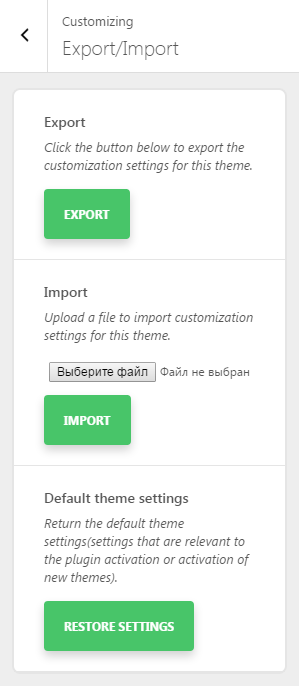 Customizing
Export/Import
Export
Click the button below to export the
customization settings for this theme.
EXPORT
Import
Upload a file to import customization
settings for this theme.
Выберите файл Файл не выбран
IMPORT
Default theme settings
Return the default theme
settings(settings that are relevant to
the plugin activation or activation of
new themes).
RESTORE SETTINGS